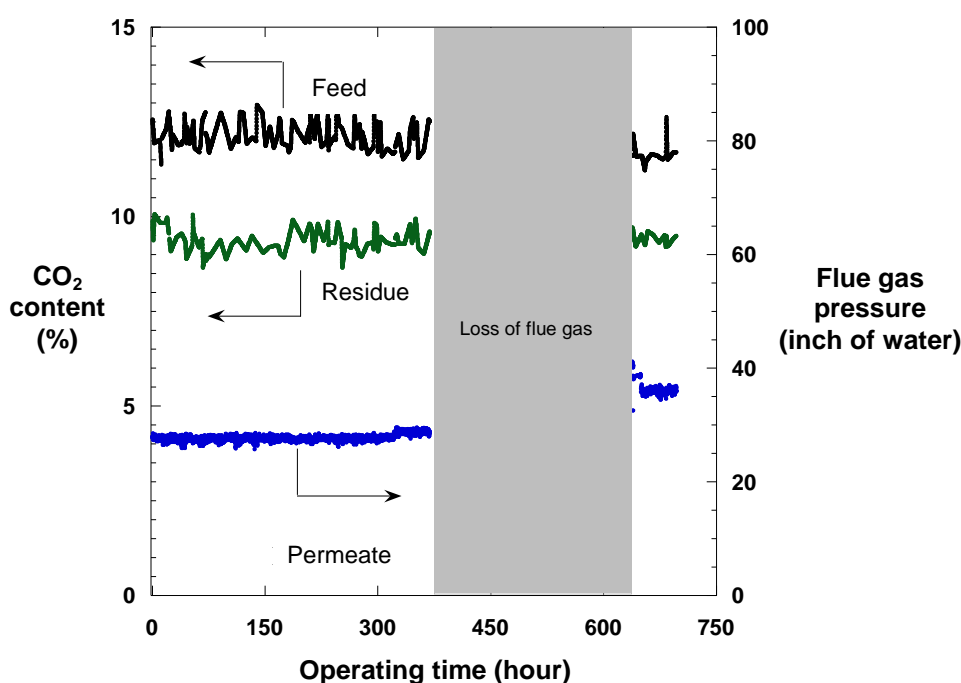 15
10
5
0
CO₂
content
(%)
Feed
Residue
Permeate
Loss of flue gas
100
80
60
40
20
0
Flue gas
pressure
(inch of water)
0 150 300 450 600 750
Operating time (hour)